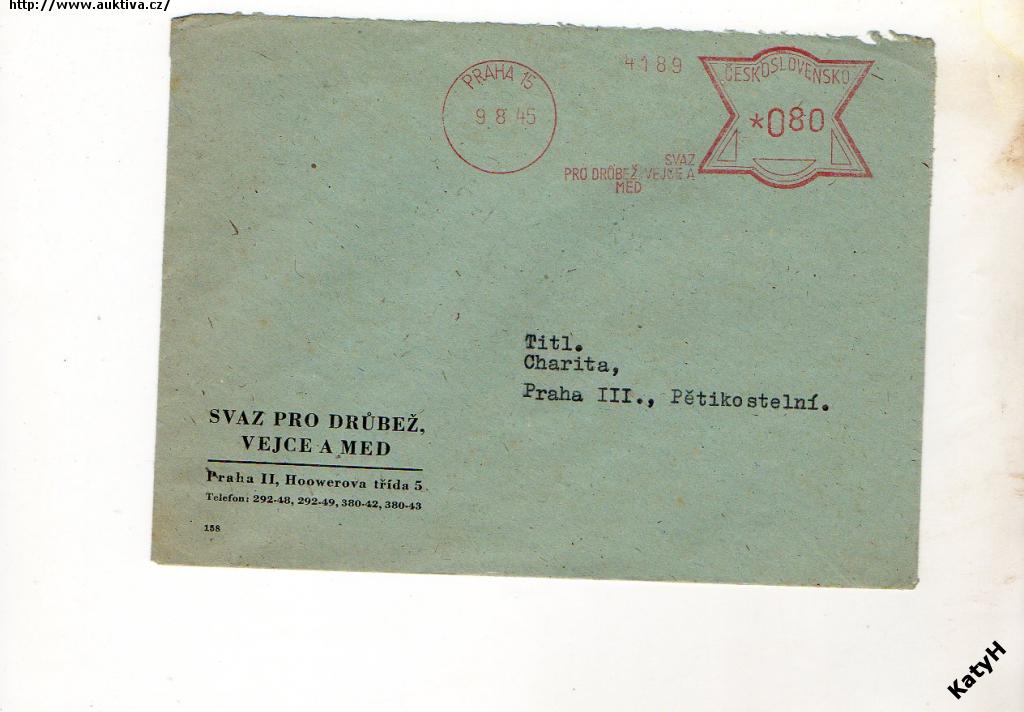 http://www.auktiva.cz/
PRAHA 15
9 8 45
4189
ČESKOSLOVENSKO
*080
SVAZ
PRO DRŮBEŽ, VEJCE A
MED
Titl.
Charita,
Praha III., Pětikostelní.
SVAZ PRO DRŮBEŽ,
VEJCE A MED
Praha II, Hoowerova třída 5
Telefon: 292-48, 292-49, 380-42, 380-43
158
KatyH